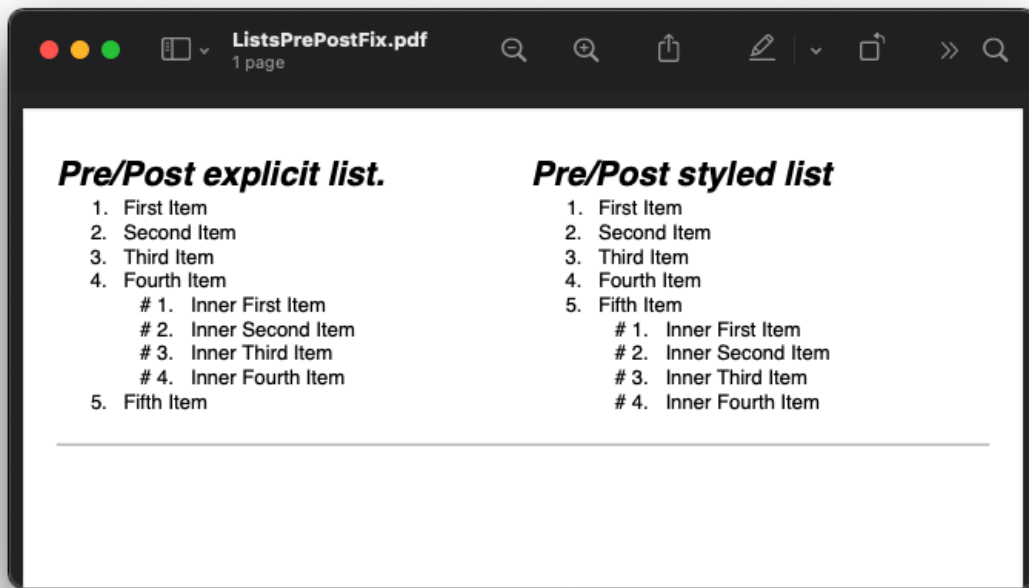 ListsPrePostFix.pdf
1 page
Pre/Post explicit list.
1. First Item
2. Second Item
3. Third Item
4. Fourth Item
# 1. Inner First Item
# 2. Inner Second Item
# 3. Inner Third Item
# 4. Inner Fourth Item
5. Fifth Item
Pre/Post styled list
1. First Item
2. Second Item
3. Third Item
4. Fourth Item
5. Fifth Item
# 1. Inner First Item
# 2. Inner Second Item
# 3. Inner Third Item
# 4. Inner Fourth Item